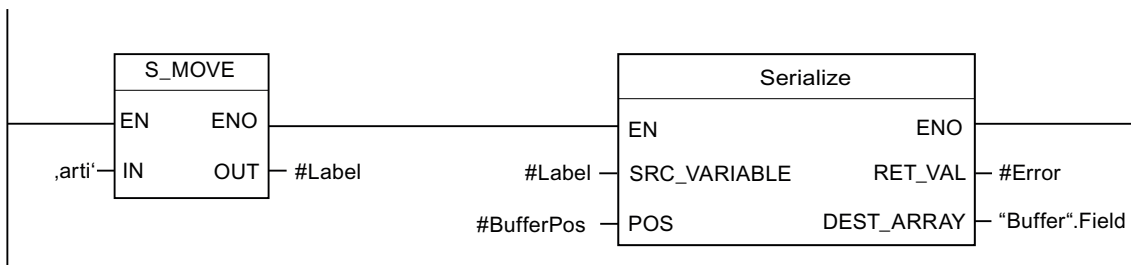 S_MOVE
EN ENO
‚arti‘ IN OUT #Label
Serialize
EN ENO
#Label SRC_VARIABLE RET_VAL #Error
#BufferPos POS DEST_ARRAY “Buffer“.Field